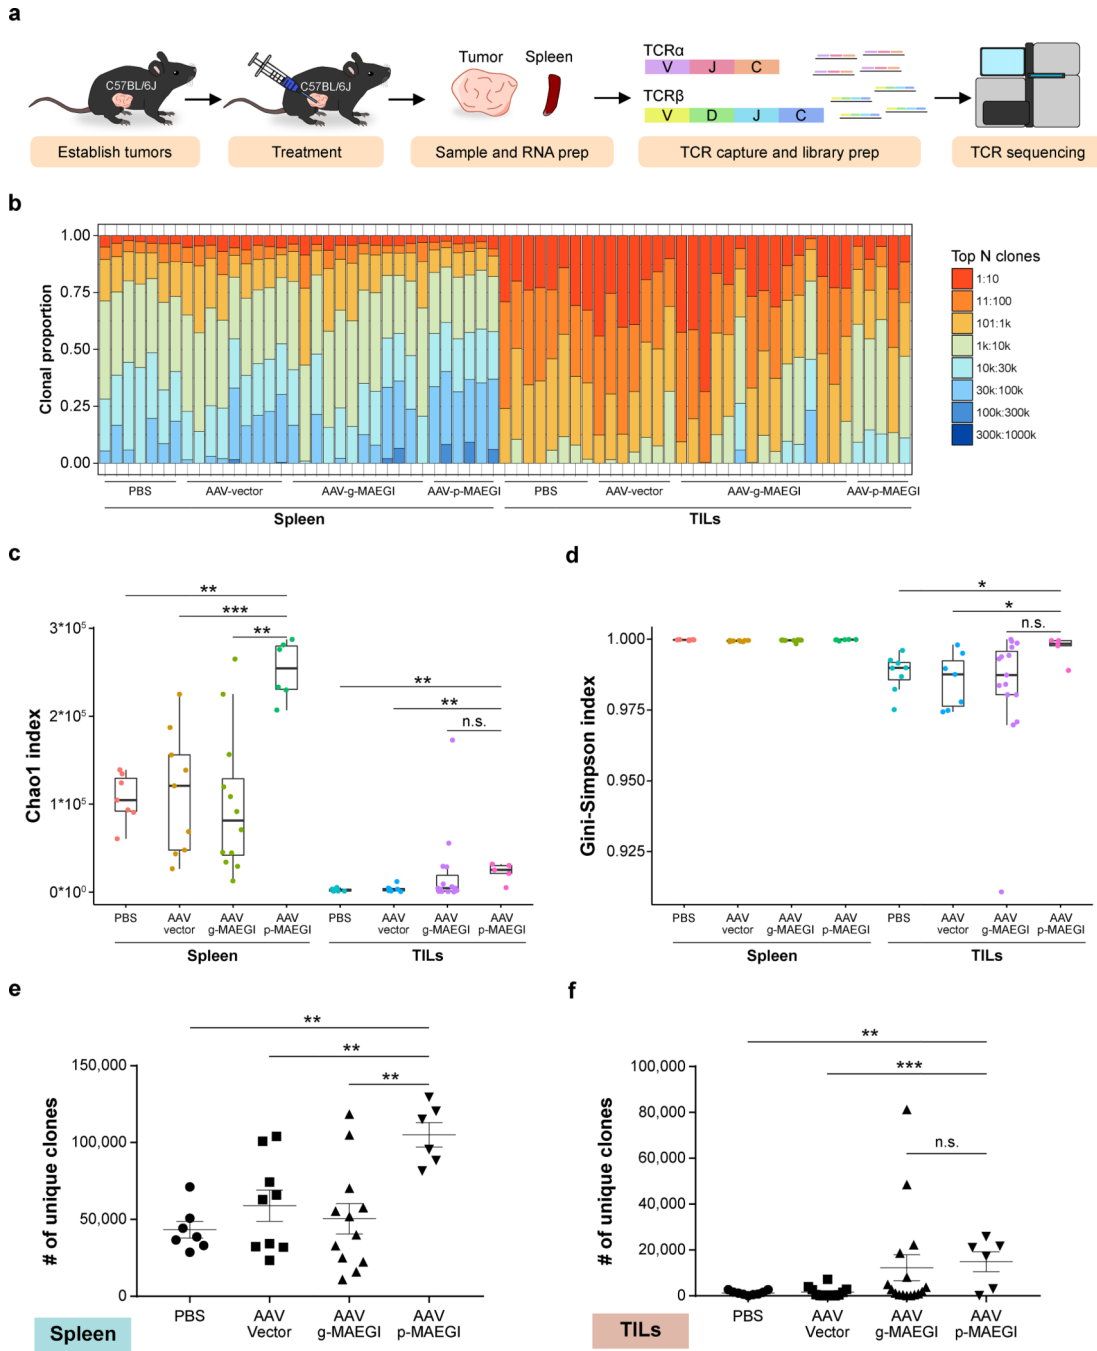 a
C57BL/6J
C57BL/6J
Tumor
Spleen
TCRα
V J C
TCRβ
V D J C
Establish tumors
Treatment
Sample and RNA prep
TCR capture and library prep
TCR sequencing
b
Clonal proportion
1.00
0.75
0.50
0.25
0.00
PBS
AAV-vector
AAV-g-MAEGI
AAV-p-MAEGI
PBS
AAV-vector
AAV-g-MAEGI
AAV-p-MAEGI
Spleen
TILs
Top N clones
1:10
11:100
101:1k
1k:10k
10k:30k
30k:100k
100k:300k
300k:1000k
c
Chao1 index
3*10⁵
2*10⁵
1*10⁵
0*10⁰
**
***
**
**
**
n.s.
PBS
AAV
vector
AAV
g-MAEGI
AAV
p-MAEGI
PBS
AAV
vector
AAV
g-MAEGI
AAV
p-MAEGI
Spleen
TILs
d
Gini-Simpson index
1.000
0.975
0.950
0.925
*
*
n.s.
PBS
AAV
vector
AAV
g-MAEGI
AAV
p-MAEGI
PBS
AAV
vector
AAV
g-MAEGI
AAV
p-MAEGI
Spleen
TILs
e
# of unique clones
150,000
100,000
50,000
0
**
**
**
PBS
AAV
Vector
AAV
g-MAEGI
AAV
p-MAEGI
Spleen
f
# of unique clones
100,000
80,000
60,000
40,000
20,000
0
**
***
n.s.
PBS
AAV
Vector
AAV
g-MAEGI
AAV
p-MAEGI
TILs